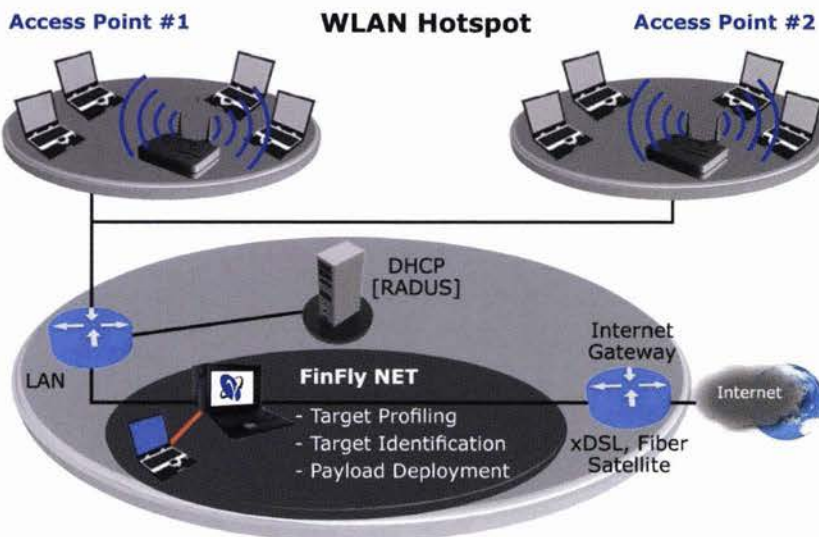 Access Point #1
WLAN Hotspot
Access Point #2
DHCP
[RADUS]
LAN
Internet
Gateway
FinFly NET
- Target Profiling
- Target Identification
- Payload Deployment
Internet
xDSL, Fiber
Satellite